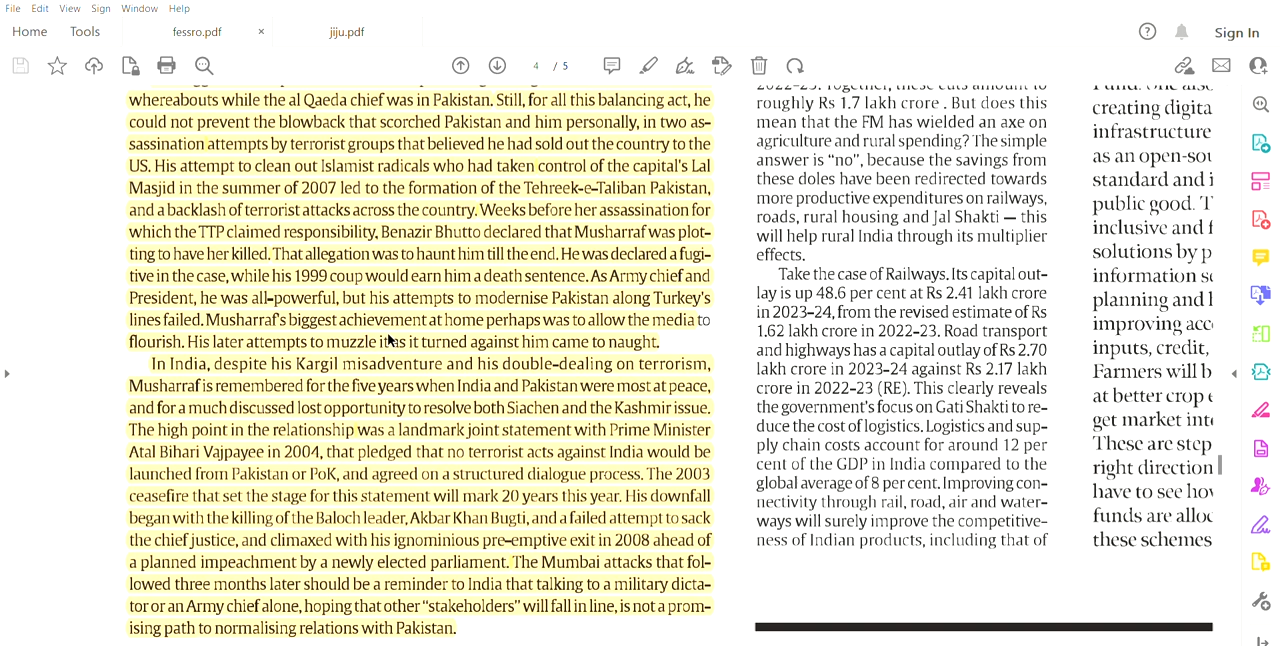 File Edit View Sign Window Help
Home Tools fessro.pdf × jiju.pdf Sign In
4 / 5
whereabouts while the al Qaeda chief was in Pakistan. Still, for all this balancing act, he
could not prevent the blowback that scorched Pakistan and him personally, in two as-
sassination attempts by terrorist groups that believed he had sold out the country to the
US. His attempt to clean out Islamist radicals who had taken control of the capital's Lal
Masjid in the summer of 2007 led to the formation of the Tehreek-e-Taliban Pakistan,
and a backlash of terrorist attacks across the country. Weeks before her assassination for
which the TTP claimed responsibility, Benazir Bhutto declared that Musharraf was plot-
ting to have her killed. That allegation was to haunt him till the end. He was declared a fugi-
tive in the case, while his 1999 coup would earn him a death sentence. As Army chief and
President, he was all-powerful, but his attempts to modernise Pakistan along Turkey's
lines failed. Musharraf's biggest achievement at home perhaps was to allow the media to
flourish. His later attempts to muzzle it as it turned against him came to naught.
In India, despite his Kargil misadventure and his double-dealing on terrorism,
Musharraf is remembered for the five years when India and Pakistan were most at peace,
and for a much discussed lost opportunity to resolve both Siachen and the Kashmir issue.
The high point in the relationship was a landmark joint statement with Prime Minister
Atal Bihari Vajpayee in 2004, that pledged that no terrorist acts against India would be
launched from Pakistan or PoK, and agreed on a structured dialogue process. The 2003
ceasefire that set the stage for this statement will mark 20 years this year. His downfall
began with the killing of the Baloch leader, Akbar Khan Bugti, and a failed attempt to sack
the chief justice, and climaxed with his ignominious pre-emptive exit in 2008 ahead of
a planned impeachment by a newly elected parliament. The Mumbai attacks that fol-
lowed three months later should be a reminder to India that talking to a military dicta-
tor or an Army chief alone, hoping that other "stakeholders" will fall in line, is not a prom-
ising path to normalising relations with Pakistan.
2022-23. Together, these cuts amount to
roughly Rs 1.7 lakh crore . But does this
mean that the FM has wielded an axe on
agriculture and rural spending? The simple
answer is "no", because the savings from
these doles have been redirected towards
more productive expenditures on railways,
roads, rural housing and Jal Shakti — this
will help rural India through its multiplier
effects.
Take the case of Railways. Its capital out-
lay is up 48.6 per cent at Rs 2.41 lakh crore
in 2023-24, from the revised estimate of Rs
1.62 lakh crore in 2022-23. Road transport
and highways has a capital outlay of Rs 2.70
lakh crore in 2023-24 against Rs 2.17 lakh
crore in 2022-23 (RE). This clearly reveals
the government's focus on Gati Shakti to re-
duce the cost of logistics. Logistics and sup-
ply chain costs account for around 12 per
cent of the GDP in India compared to the
global average of 8 per cent. Improving con-
nectivity through rail, road, air and water-
ways will surely improve the competitive-
ness of Indian products, including that of
creating digita
infrastructure
as an open-sou
standard and i
public good. T
inclusive and f
solutions by p
information se
planning and h
improving acc
inputs, credit,
Farmers will b
at better crop e
get market inte
These are step
right direction
have to see how
funds are alloc
these schemes